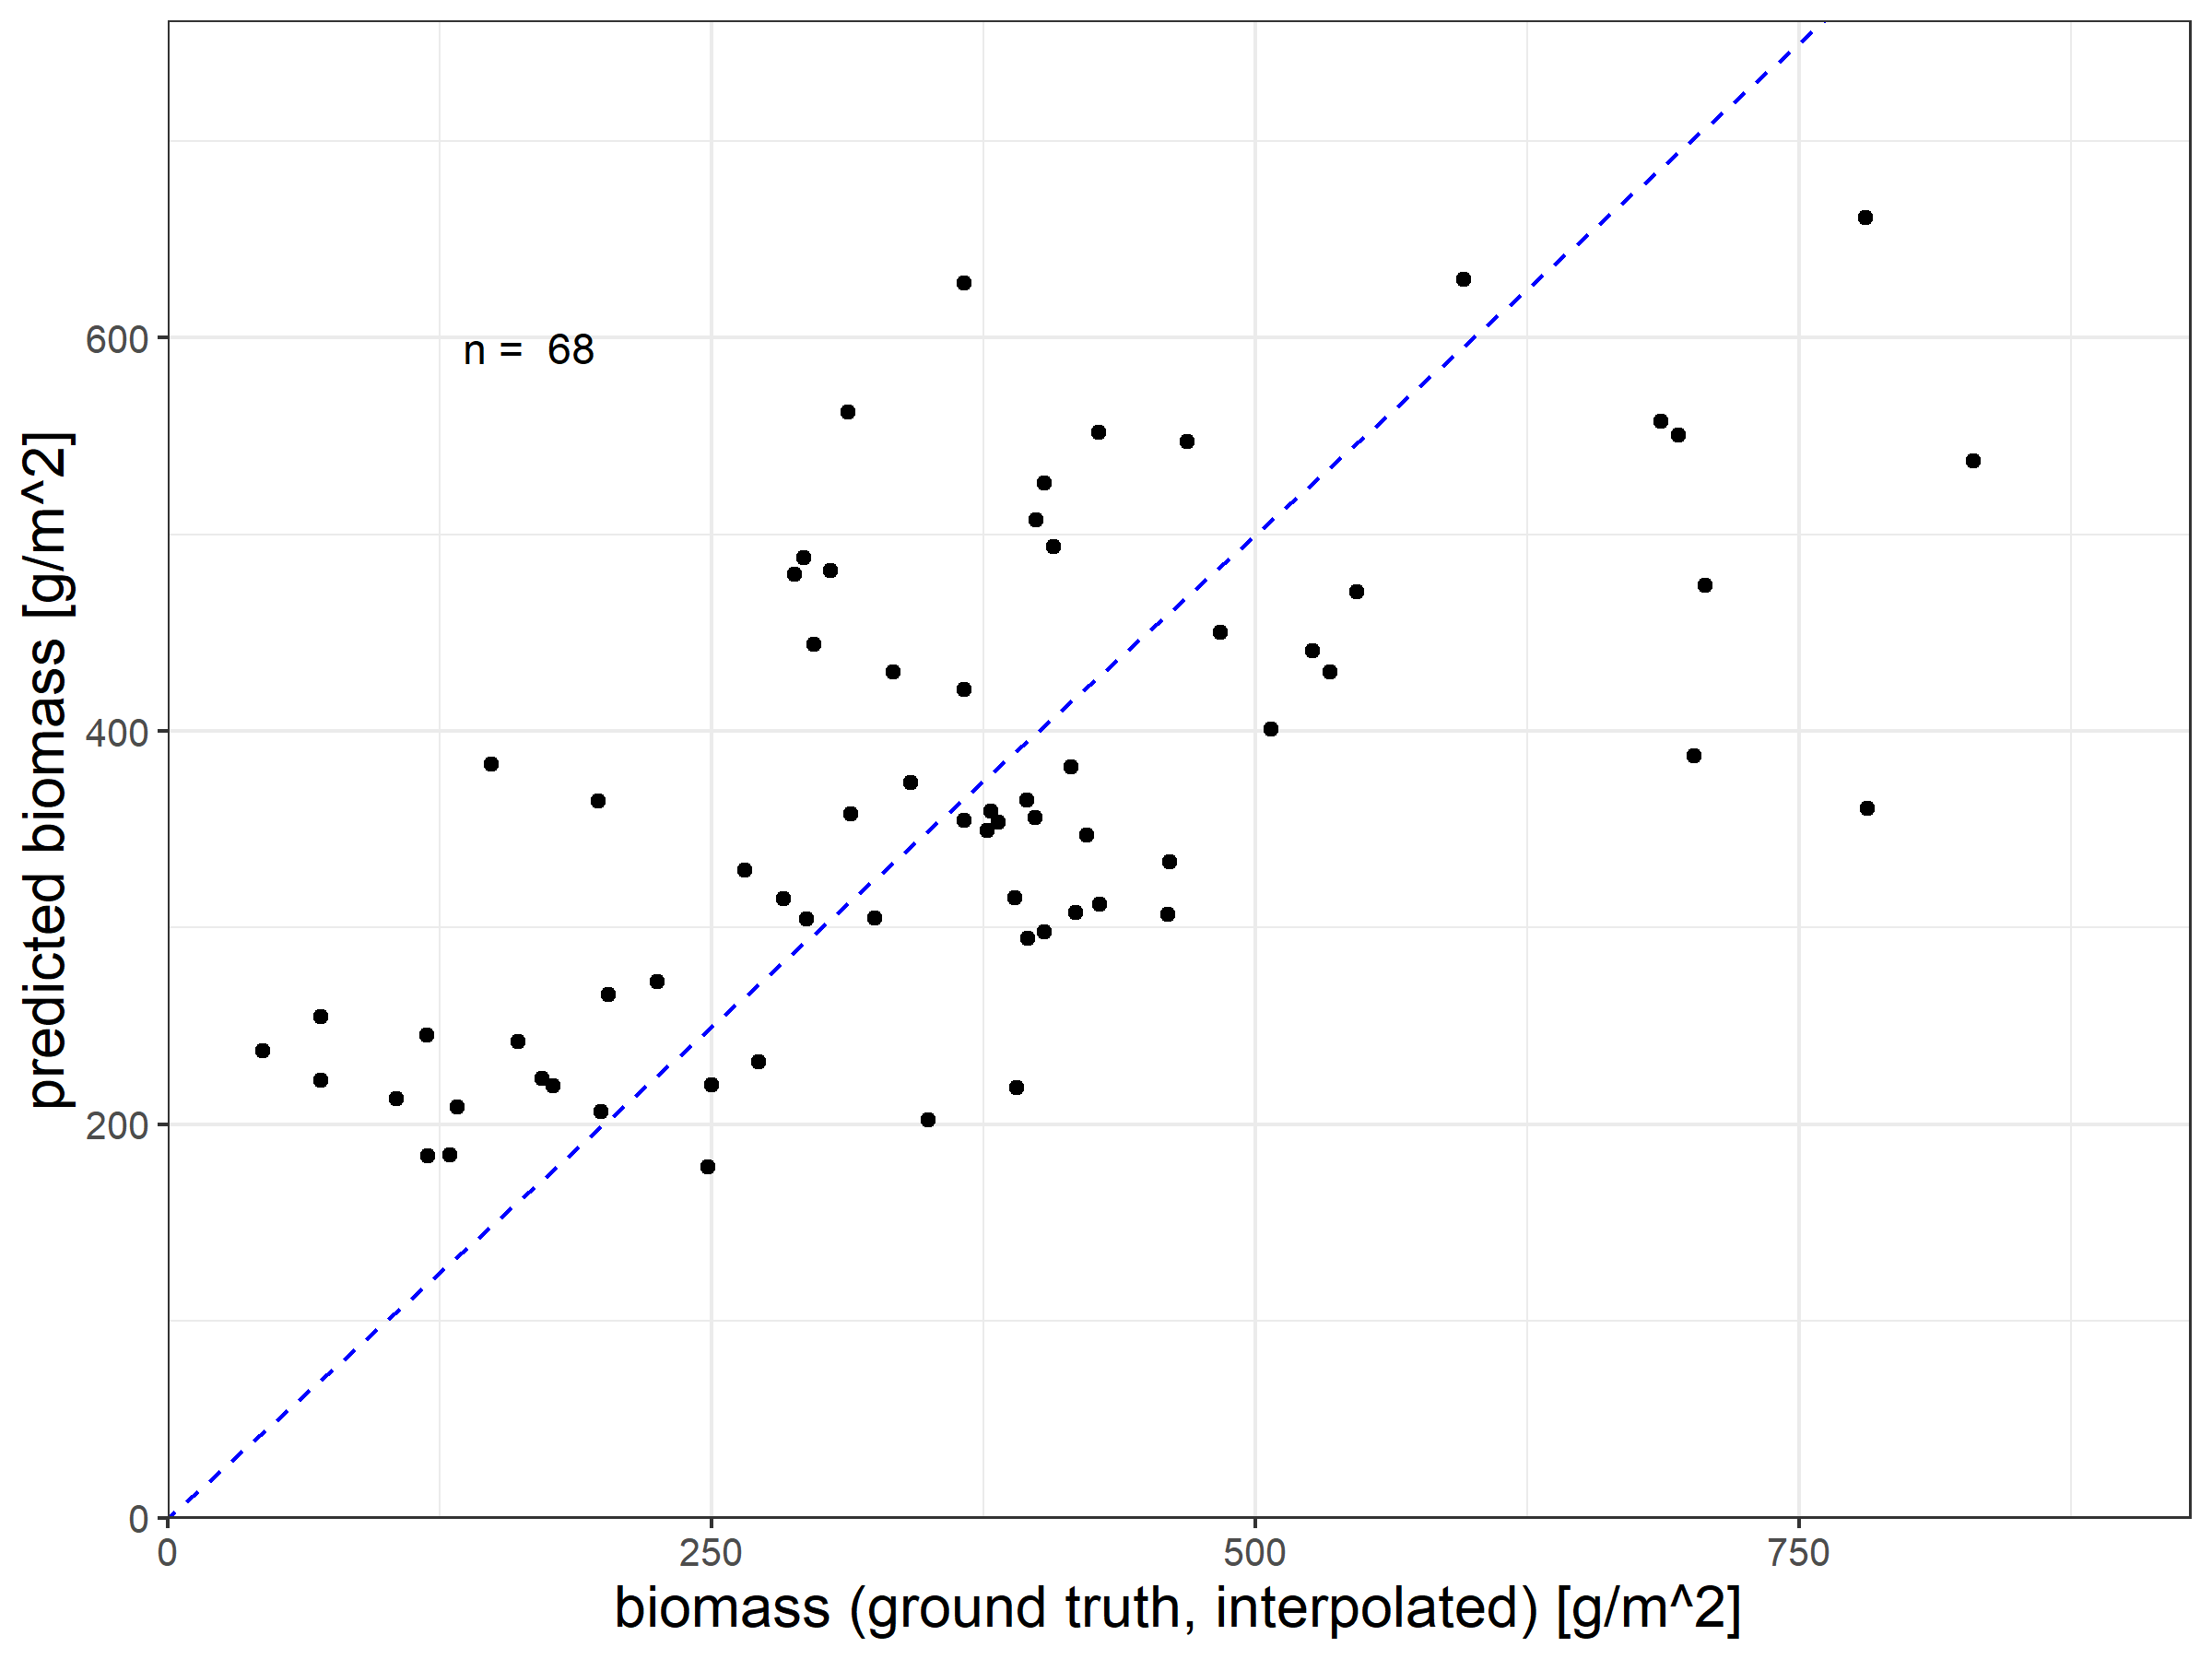 predicted biomass [g/m^2]
600
400
200
0
n =  68
0 250 500 750
biomass (ground truth, interpolated) [g/m^2]